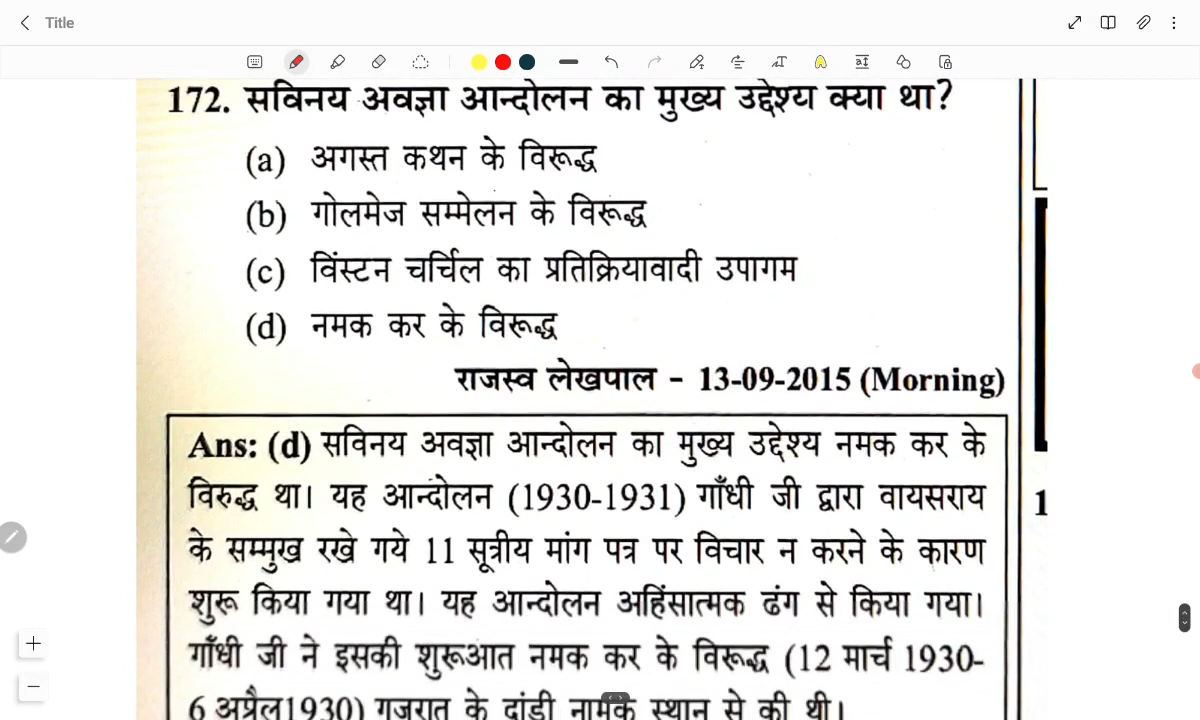 Title
172. सविनय अवज्ञा आन्दोलन का मुख्य उद्देश्य क्या था?
(a) अगस्त कथन के विरूद्ध
(b) गोलमेज सम्मेलन के विरूद्ध
(c) विंस्टन चर्चिल का प्रतिक्रियावादी उपागम
(d) नमक कर के विरूद्ध
राजस्व लेखपाल - 13-09-2015 (Morning)
Ans: (d) सविनय अवज्ञा आन्दोलन का मुख्य उद्देश्य नमक कर के
विरुद्ध था। यह आन्दोलन (1930-1931) गाँधी जी द्वारा वायसराय
के सम्मुख रखे गये 11 सूत्रीय मांग पत्र पर विचार न करने के कारण
शुरू किया गया था। यह आन्दोलन अहिंसात्मक ढंग से किया गया।
गाँधी जी ने इसकी शुरूआत नमक कर के विरूद्ध (12 मार्च 1930-
6 अप्रैल1930) गुजरात के दांडी नामक स्थान से की थी।
1